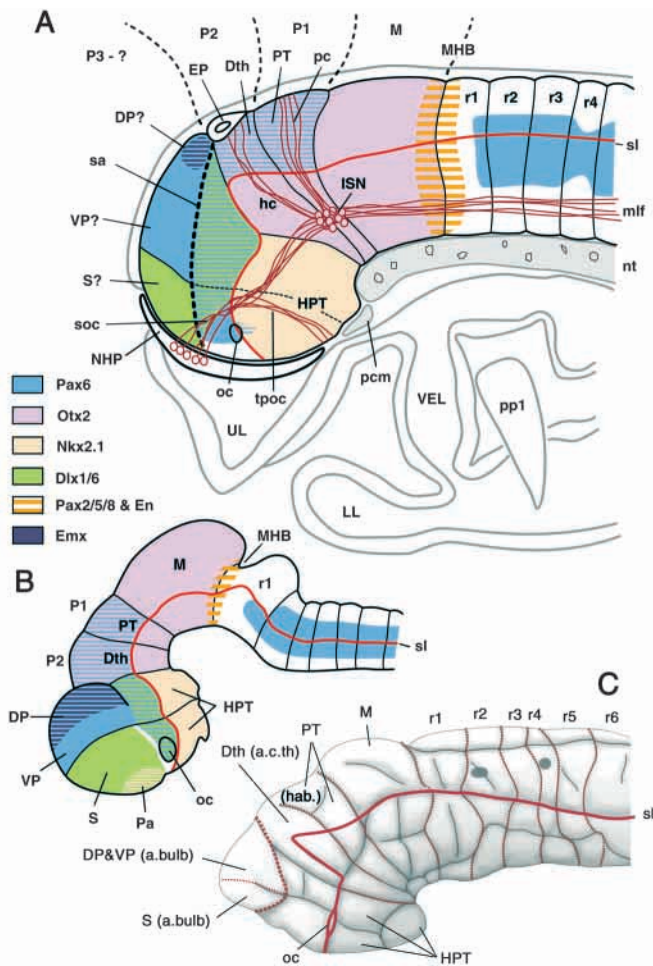 A
P3 - ?
P2
P1
M
MHB
EP
Dth
PT
pc
DP?
sa
VP?
S?
soc
NHP
r1
r2
r3
r4
sl
mlf
nt
hc
ISN
HPT
oc
tpoc
pcm
UL
VEL
pp1
LL
Pax6
Otx2
Nkx2.1
Dlx1/6
Pax2/5/8 & En
Emx
B
M
MHB
r1
P1
PT
P2
Dth
sl
DP
VP
HPT
S
Pa
oc
C
M
PT
Dth (a.c.th)
(hab.)
r1
r2
r3
r4
r5
r6
sl
DP&VP (a.bulb)
S (a.bulb)
oc
HPT